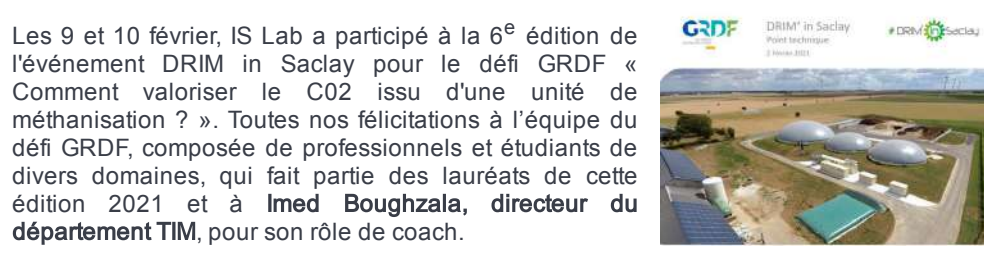 Les 9 et 10 février, IS Lab a participé à la 6e édition de
l'événement DRIM in Saclay pour le défi GRDF «
Comment valoriser le C02 issu d'une unité de
méthanisation ? ». Toutes nos félicitations à l’équipe du
défi GRDF, composée de professionnels et étudiants de
divers domaines, qui fait partie des lauréats de cette
édition 2021 et à Imed Boughzala, directeur du
département TIM, pour son rôle de coach.
GRDF
DRIM' in Saclay
Point technique
2 février 2021
#DRIM in Saclay